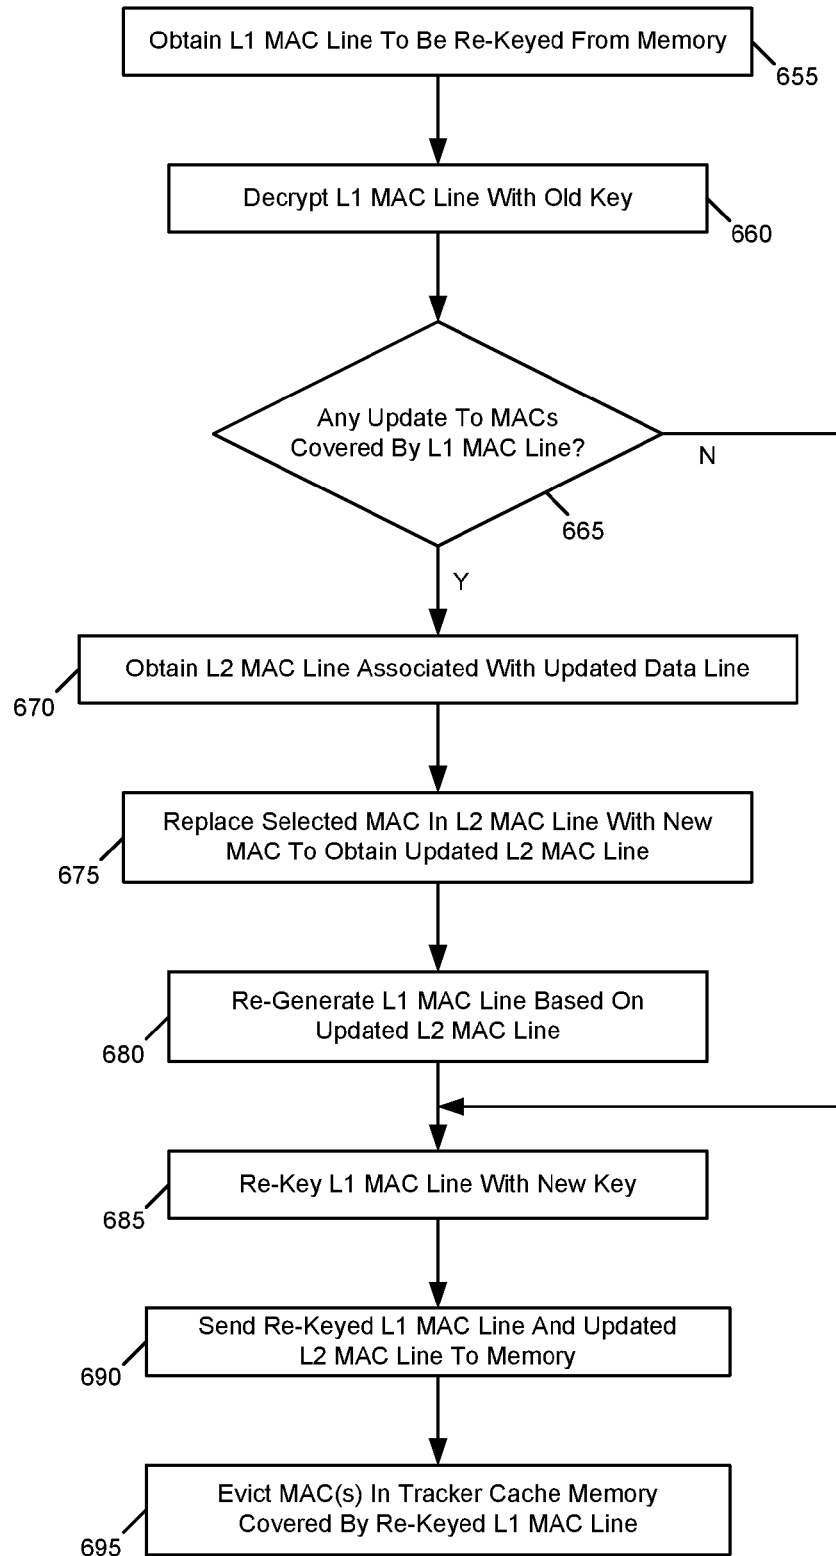 Obtain L1 MAC Line To Be Re-Keyed From Memory
655
Decrypt L1 MAC Line With Old Key
660
Any Update To MACs
Covered By L1 MAC Line?
N
665
Y
Obtain L2 MAC Line Associated With Updated Data Line
670
Replace Selected MAC In L2 MAC Line With New
MAC To Obtain Updated L2 MAC Line
675
Re-Generate L1 MAC Line Based On
Updated L2 MAC Line
680
Re-Key L1 MAC Line With New Key
685
Send Re-Keyed L1 MAC Line And Updated
L2 MAC Line To Memory
690
Evict MAC(s) In Tracker Cache Memory
Covered By Re-Keyed L1 MAC Line
695